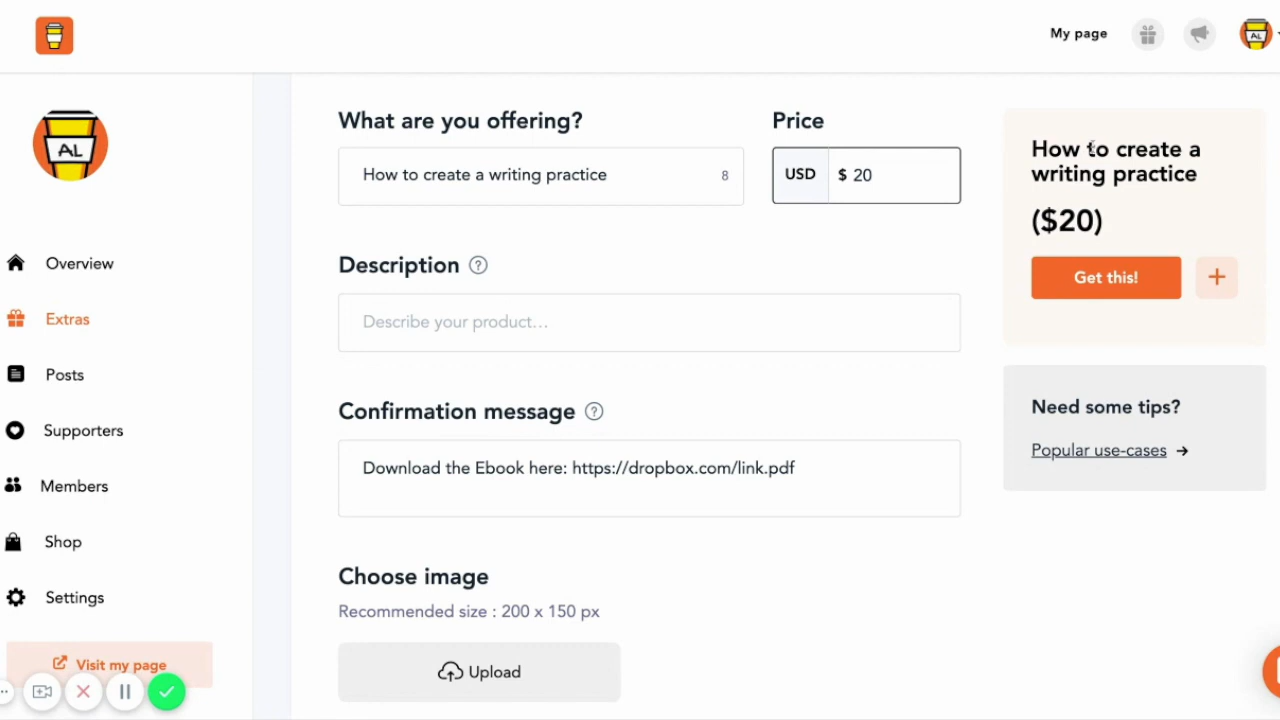 My page
AL
AL
Overview
Extras
Posts
Supporters
Members
Shop
Settings
Visit my page
What are you offering?
How to create a writing practice 8
Price
USD $ 20
Description ?
Describe your product...
Confirmation message ?
Download the Ebook here: https://dropbox.com/link.pdf
Choose image
Recommended size : 200 x 150 px
Upload
How to create a
writing practice
($20)
Get this! +
Need some tips?
Popular use-cases →